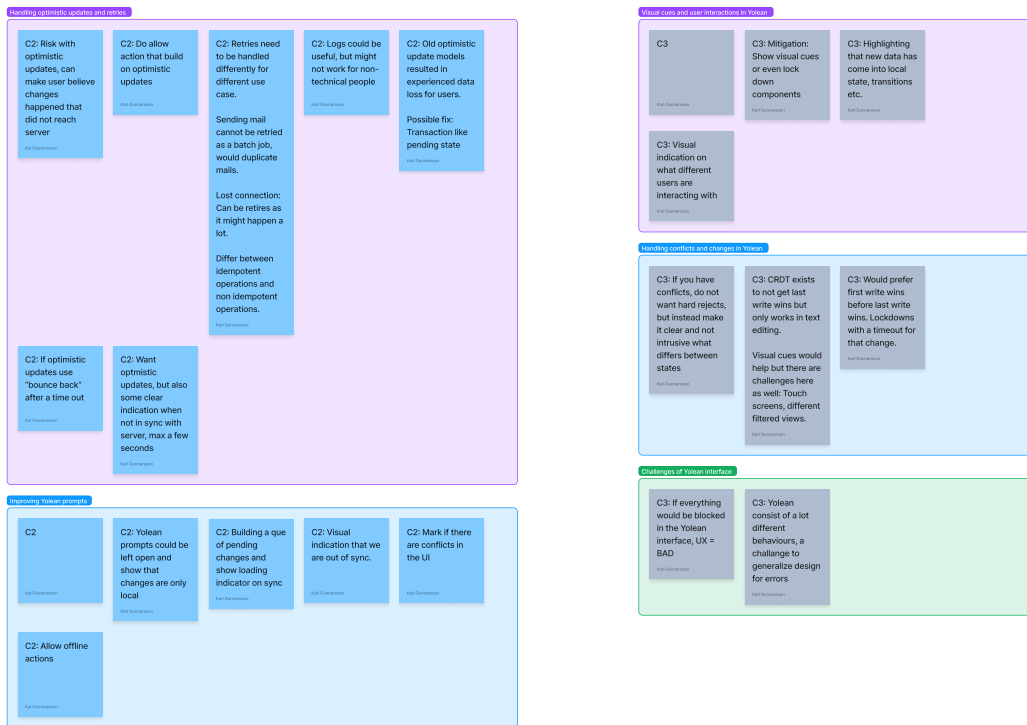 Handling optimistic updates and retries
C2: Risk with
optimistic
updates, can
make user believe
changes
happened that
did not reach
server
Karl Gunnarsson
C2: Do allow
action that build
on optimistic
updates
Karl Gunnarsson
C2: Retries need
to be handled
differently for
different use
case.
Sending mail
cannot be retried
as a batch job,
would duplicate
mails.
Lost connection:
Can be retires as
it might happen a
lot.
Differ between
idempotent
operations and
non idempotent
operations.
Karl Gunnarsson
C2: Logs could be
useful, but might
not work for non-
technical people
Karl Gunnarsson
C2: Old optimistic
update models
resulted in
experienced data
loss for users.
Possible fix:
Transaction like
pending state
Karl Gunnarsson
C2: If optimistic
updates use
"bounce back"
after a time out
Karl Gunnarsson
C2: Want
optmistic
updates, but also
some clear
indication when
not in sync with
server, max a few
seconds
Karl Gunnarsson
Improving Yolean prompts
C2
Karl Gunnarsson
C2: Yolean
prompts could be
left open and
show that
changes are only
local
Karl Gunnarsson
C2: Building a que
of pending
changes and
show loading
indicator on sync
Karl Gunnarsson
C2: Visual
indication that we
are out of sync.
Karl Gunnarsson
C2: Mark if there
are conflicts in
the UI
Karl Gunnarsson
C2: Allow offline
actions
Karl Gunnarsson
Visual cues and user interactions in Yolean
C3
Karl Gunnarsson
C3: Mitigation:
Show visual cues
or even lock
down
components
Karl Gunnarsson
C3: Highlighting
that new data has
come into local
state, transitions
etc.
Karl Gunnarsson
C3: Visual
indication on
what different
users are
interacting with
Karl Gunnarsson
Handling conflicts and changes in Yolean
C3: If you have
conflicts, do not
want hard rejects,
but instead make
it clear and not
intrusive what
differs between
states
Karl Gunnarsson
C3: CRDT exists
to not get last
write wins but
only works in text
editing.
Visual cues would
help but there are
challenges here
as well: Touch
screens, different
filtered views.
Karl Gunnarsson
C3: Would prefer
first write wins
before last write
wins. Lockdowns
with a timeout for
that change.
Karl Gunnarsson
Challenges of Yolean interface
C3: If everything
would be blocked
in the Yolean
interface, UX =
BAD
Karl Gunnarsson
C3: Yolean
consist of a lot
different
behaviours, a
challange to
generalize design
for errors
Karl Gunnarsson